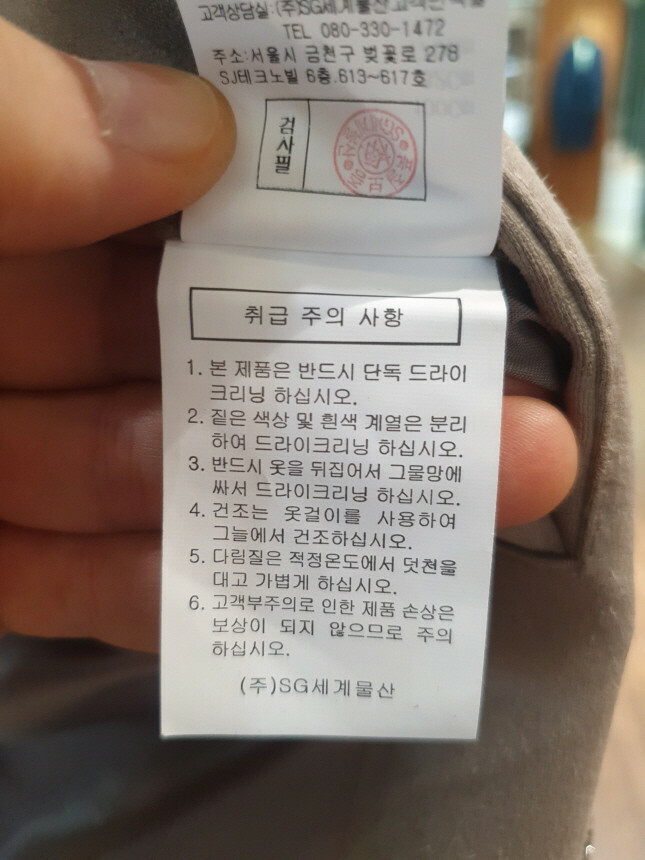 고객상담실:(주)SG세계물산
TEL 080-330-1472
주소:서울시 금천구 벚꽃로 278
SJ테크노빌 6층.613~617호
검사필
취급 주의 사항
1. 본 제품은 반드시 단독 드라이
크리닝 하십시오.
2. 짙은 색상 및 흰색 계열은 분리
하여 드라이크리닝 하십시오.
3. 반드시 옷을 뒤집어서 그물망에
싸서 드라이크리닝 하십시오.
4. 건조는 옷걸이를 사용하여
그늘에서 건조하십시오.
5. 다림질은 적정온도에서 덧천을
대고 가볍게 하십시오.
6. 고객부주의로 인한 제품 손상은
보상이 되지 않으므로 주의
하십시오.
(주)SG세계물산